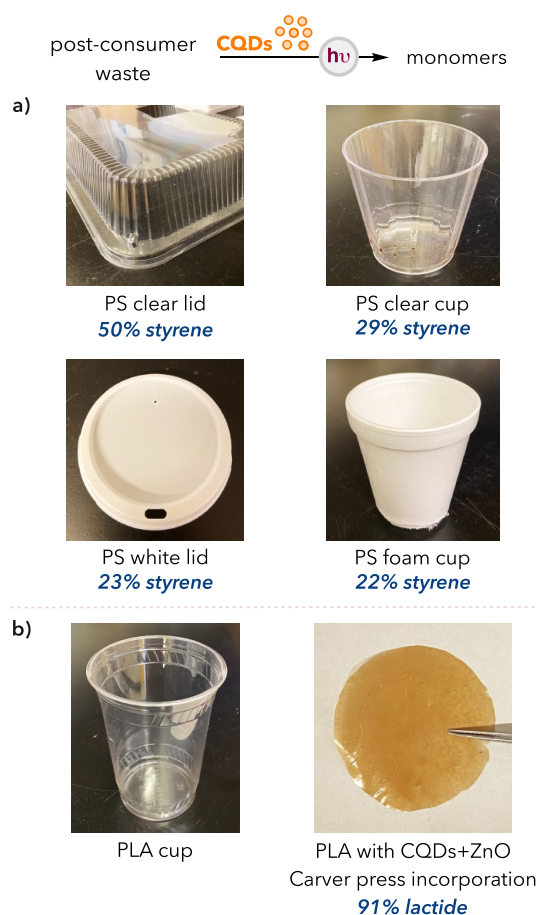 post-consumer
waste
CQDs
hυ
monomers
a)
PS clear lid
50% styrene
PS clear cup
29% styrene
PS white lid
23% styrene
PS foam cup
22% styrene
b)
PLA cup
PLA with CQDs+ZnO
Carver press incorporation
91% lactide